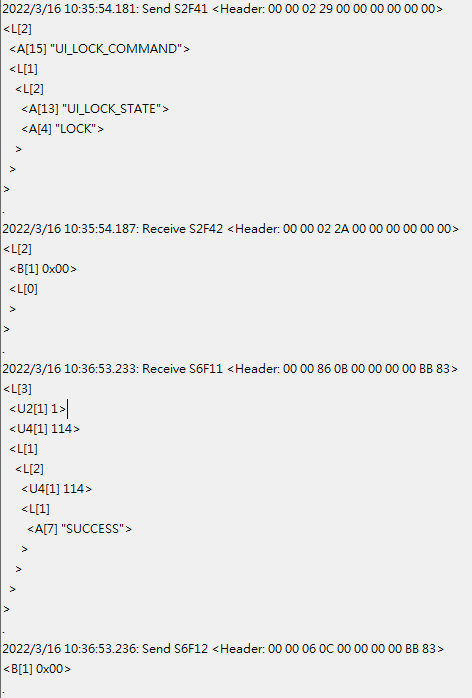 2022/3/16 10:35:54.181: Send S2F41 <Header: 00 00 02 29 00 00 00 00 00 00>
<L[2]
<A[15] "UI_LOCK_COMMAND">
<L[1]
<L[2]
<A[13] "UI_LOCK_STATE">
<A[4] "LOCK">
>
>
>
.
2022/3/16 10:35:54.187: Receive S2F42 <Header: 00 00 02 2A 00 00 00 00 00 00>
<L[2]
<B[1] 0x00>
<L[0]
>
>
.
2022/3/16 10:36:53.233: Receive S6F11 <Header: 00 00 86 0B 00 00 00 00 BB 83>
<L[3]
<U2[1] 1>
<U4[1] 114>
<L[1]
<L[2]
<U4[1] 114>
<L[1]
<A[7] "SUCCESS">
>
>
>
>
.
2022/3/16 10:36:53.236: Send S6F12 <Header: 00 00 06 0C 00 00 00 00 BB 83>
<B[1] 0x00>
.